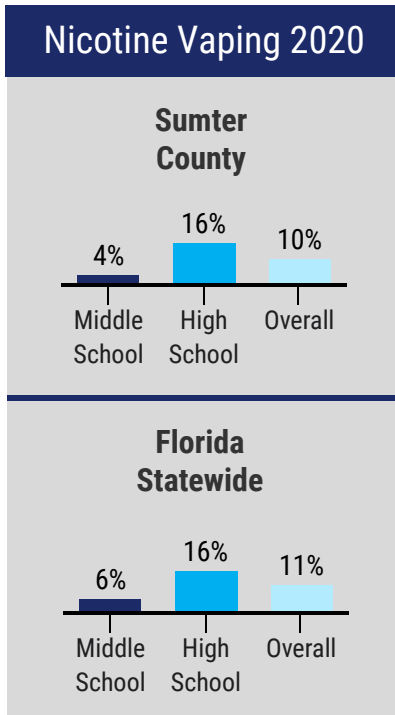 Nicotine Vaping 2020
Sumter
County
4%
16%
10%
Middle
School
High
School
Overall
Florida
Statewide
6%
16%
11%
Middle
School
High
School
Overall